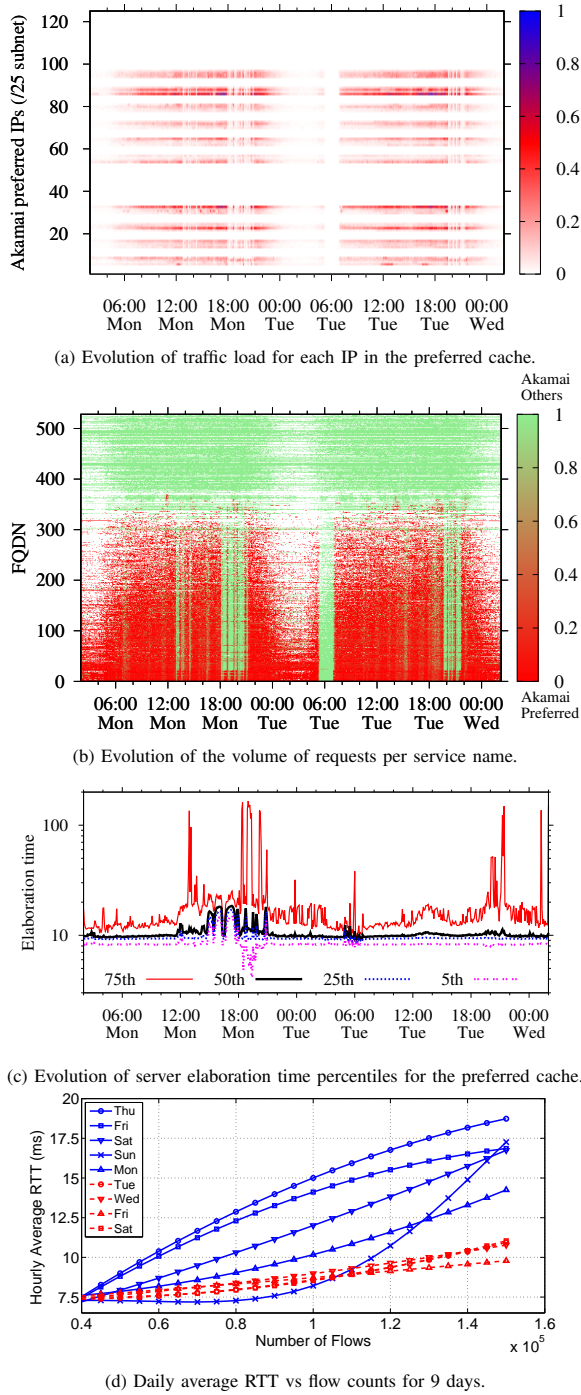 120
100
80
60
40
20
Akamai preferred IPs (/25 subnet)
1
0.8
0.6
0.4
0.2
0
06:00 12:00 18:00 00:00 06:00 12:00 18:00 00:00
Mon Mon Mon Tue Tue Tue Tue Wed
(a) Evolution of traffic load for each IP in the preferred cache.
Akamai
Others
500
400
300
200
100
0
FQDN
1
0.8
0.6
0.4
0.2
0
Akamai
Preferred
06:00 12:00 18:00 00:00 06:00 12:00 18:00 00:00
Mon Mon Mon Tue Tue Tue Tue Wed
(b) Evolution of the volume of requests per service name.
100
10
Elaboration time
75th 50th 25th 5th
06:00 12:00 18:00 00:00 06:00 12:00 18:00 00:00
Mon Mon Mon Tue Tue Tue Tue Wed
(c) Evolution of server elaboration time percentiles for the preferred cache.
20
17.5
15
12.5
10
7.5
Hourly Average RTT (ms)
Thu
Fri
Sat
Sun
Mon
Tue
Wed
Fri
Sat
0.4 0.6 0.8 1 1.2 1.4 1.6
Number of Flows
x 10^5
(d) Daily average RTT vs flow counts for 9 days.